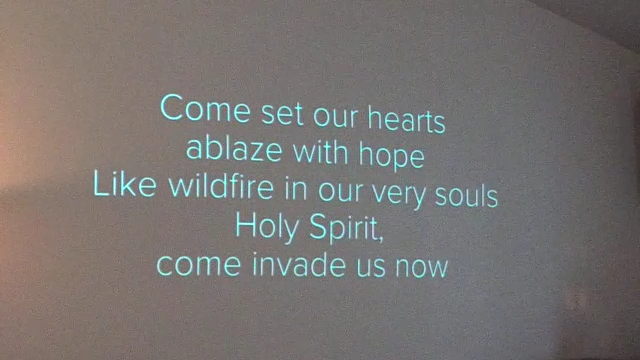 Come set our hearts
ablaze with hope
Like wildfire in our very souls
Holy Spirit,
come invade us now